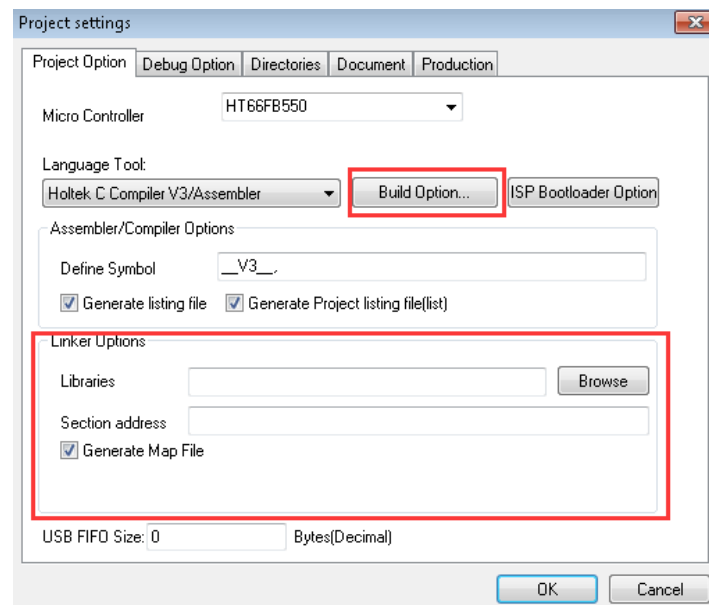 Project settings
Project Option Debug Option Directories Document Production
Micro Controller HT66FB550
Language Tool:
Holtek C Compiler V3/Assembler Build Option... ISP Bootloader Option
Assembler/Compiler Options
Define Symbol __V3__,
Generate listing file Generate Project listing file(list)
Linker Options
Libraries Browse
Section address
Generate Map File
USB FIFO Size: 0 Bytes(Decimal)
OK Cancel